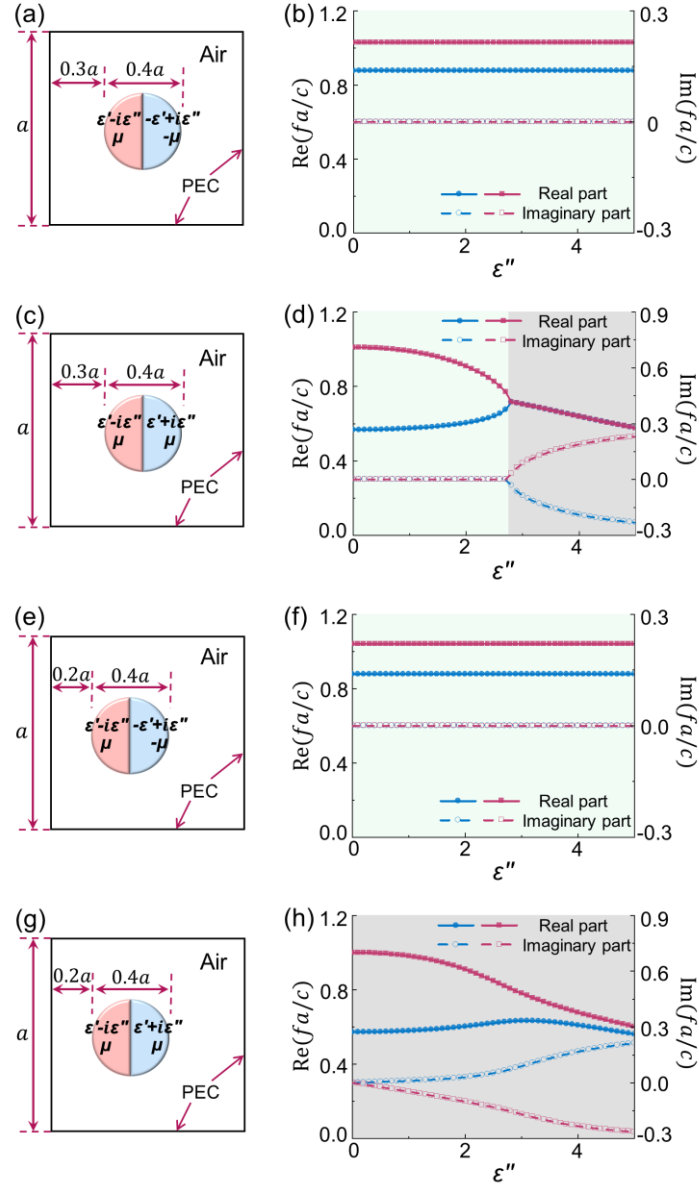 (a)
Air
0.3a
0.4a
a
ε'-iε" -ε'+iε"
μ -μ
PEC
(b)
1.2
0.8
0.4
0.0
Re(fa/c)
0.3
0
-0.3
Im(fa/c)
Real part
Imaginary part
0 2 4
ε"
(c)
Air
0.3a
0.4a
a
ε'-iε" ε'+iε"
μ μ
PEC
(d)
1.2
0.8
0.4
0.0
Re(fa/c)
0.9
0.6
0.3
0.0
-0.3
Im(fa/c)
Real part
Imaginary part
0 2 4
ε"
(e)
Air
0.2a
0.4a
a
ε'-iε" -ε'+iε"
μ -μ
PEC
(f)
1.2
0.8
0.4
0.0
Re(fa/c)
0.3
0.0
-0.3
Im(fa/c)
Real part
Imaginary part
0 2 4
ε"
(g)
Air
0.2a
0.4a
a
ε'-iε" ε'+iε"
μ μ
PEC
(h)
1.2
0.8
0.4
0.0
Re(fa/c)
0.9
0.6
0.3
0.0
-0.3
Im(fa/c)
Real part
Imaginary part
0 2 4
ε"